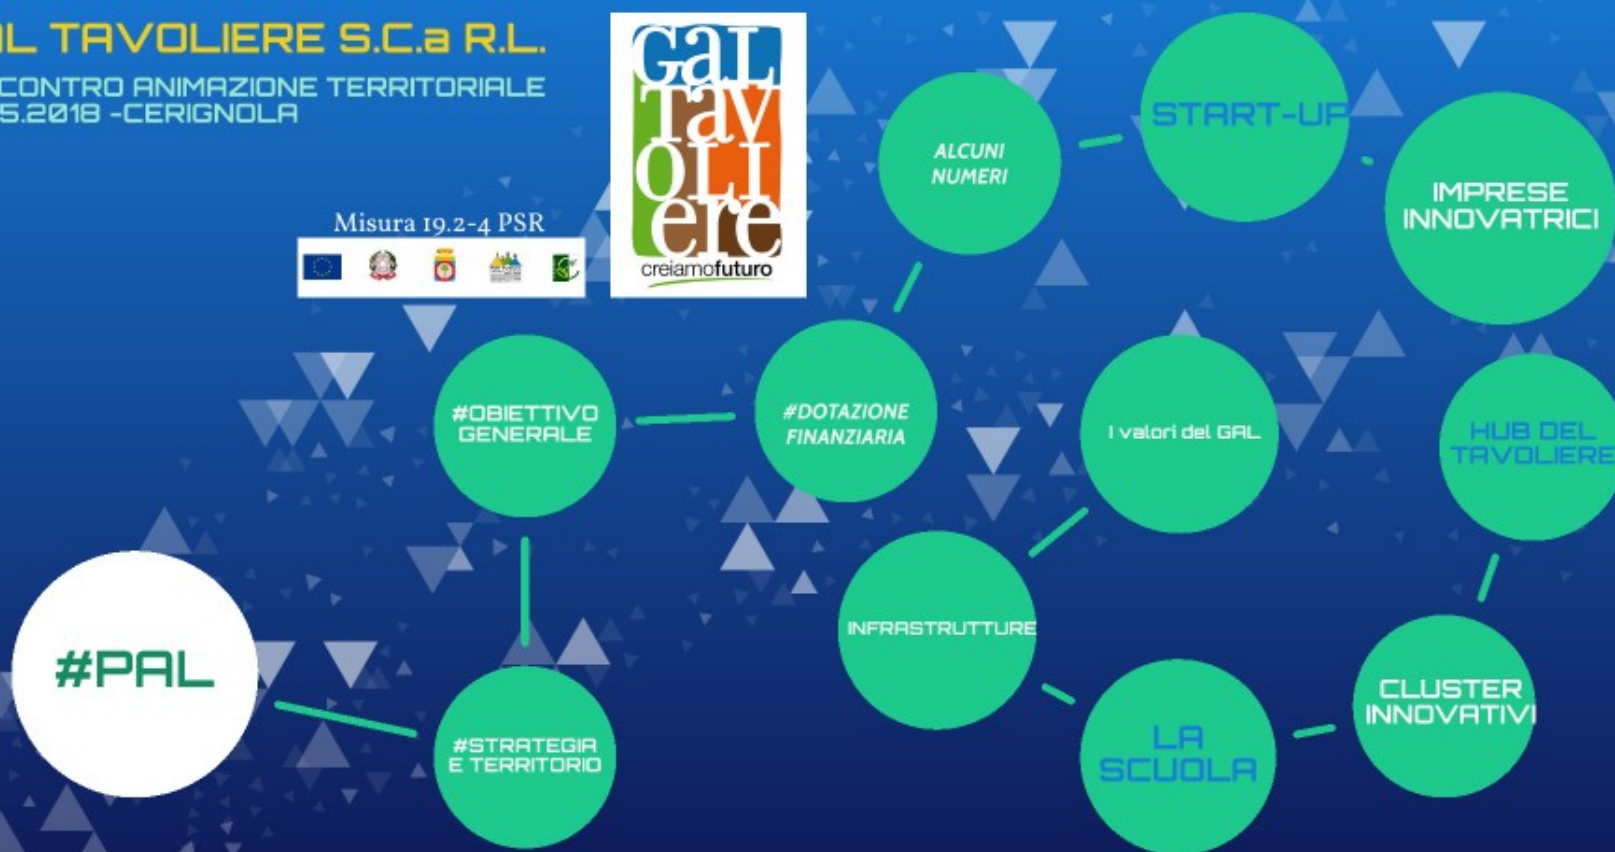 AL TAVOLIERE S.C.a R.L.
CONTRO ANIMAZIONE TERRITORIALE
5.2018 -CERIGNOLA
Misura 19.2-4 PSR
GaL
Tav
OLI
ere
creiamofuturo
#PAL
#STRATEGIA
E TERRITORIO
#OBIETTIVO
GENERALE
#DOTAZIONE
FINANZIARIA
ALCUNI
NUMERI
START-UP
IMPRESE
INNOVATRICI
HUB DEL
TAVOLIERE
CLUSTER
INNOVATIVI
LA
SCUOLA
INFRASTRUTTURE
I valori del GAL